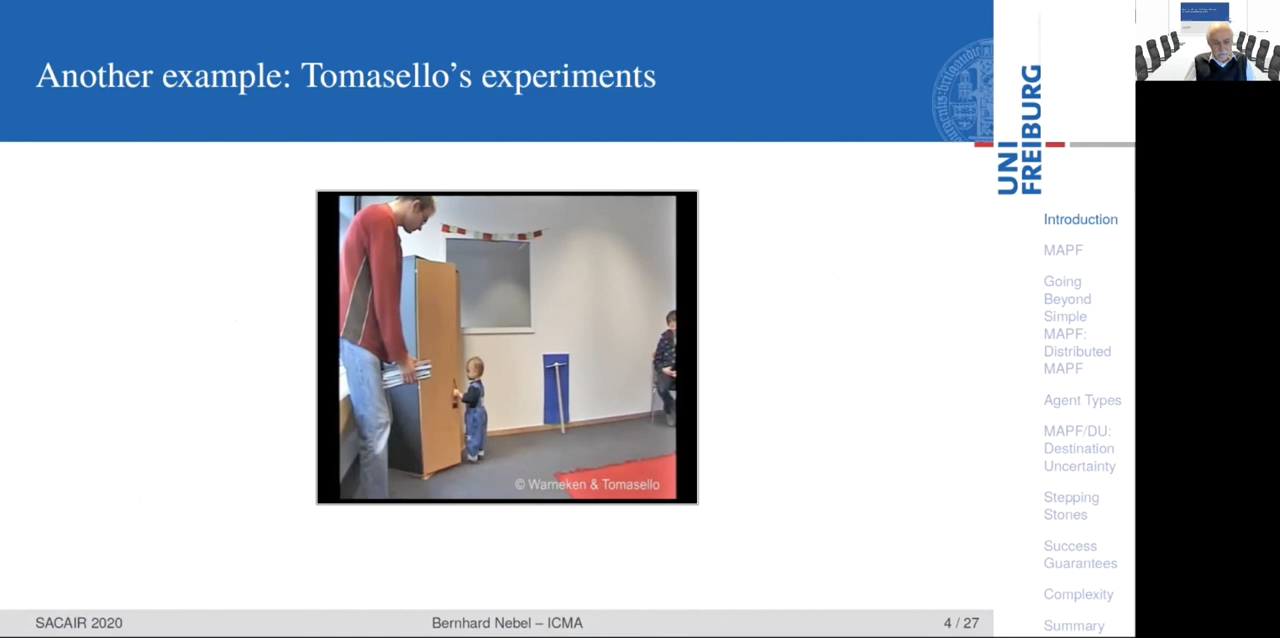 Another example: Tomasello's experiments
UNI
FREIBURG
© Warneken & Tomasello
Introduction
MAPF
Going
Beyond
Simple
MAPF:
Distributed
MAPF
Agent Types
MAPF/DU:
Destination
Uncertainty
Stepping
Stones
Success
Guarantees
Complexity
Summary
SACAIR 2020
Bernhard Nebel – ICMA
4 / 27